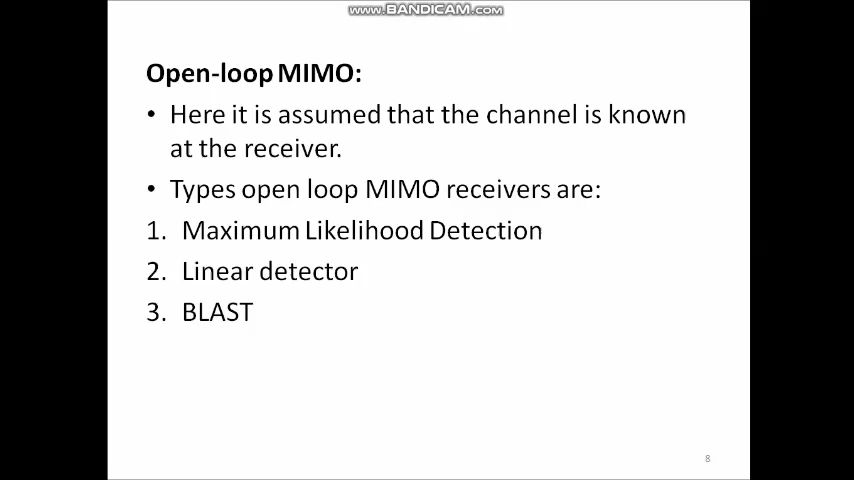 www.BANDICAM.com
Open-loop MIMO:
• Here it is assumed that the channel is known
at the receiver.
• Types open loop MIMO receivers are:
1. Maximum Likelihood Detection
2. Linear detector
3. BLAST
8